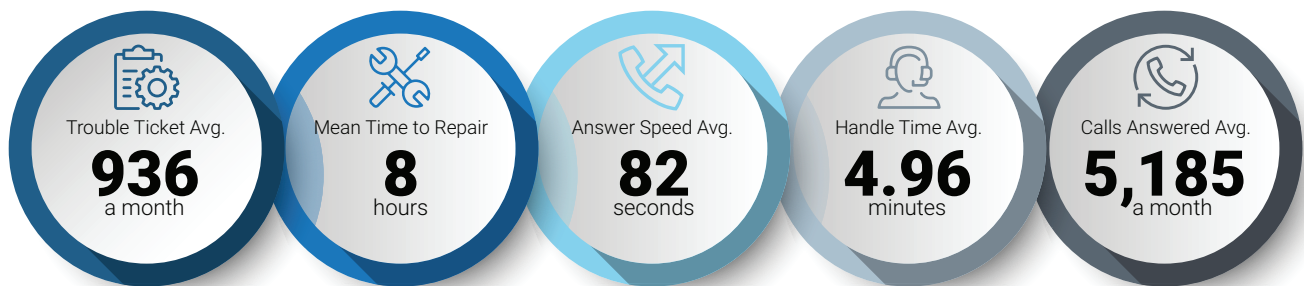 Trouble Ticket Avg.
936
a month
Mean Time to Repair
8
hours
Answer Speed Avg.
82
seconds
Handle Time Avg.
4.96
minutes
Calls Answered Avg.
5,185
a month